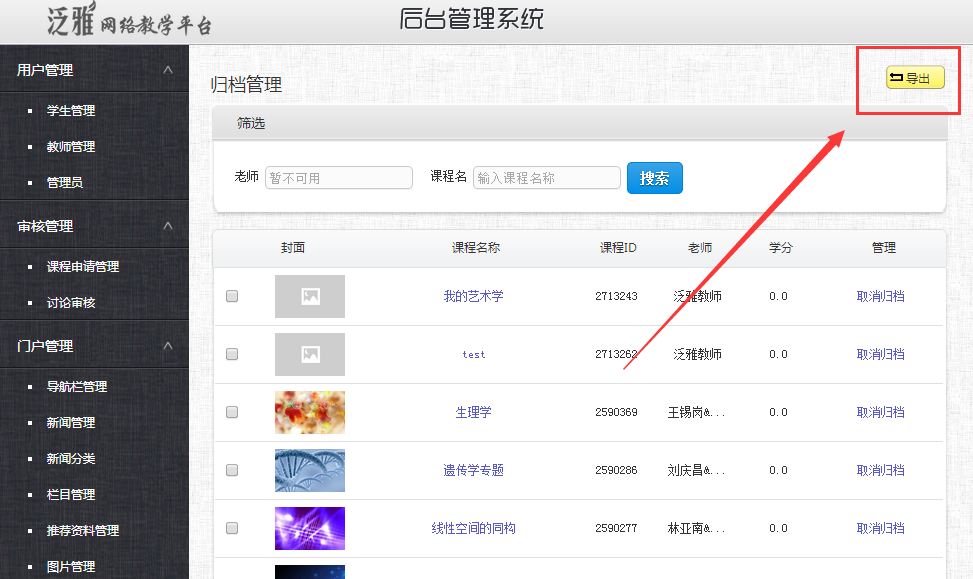 泛雅网络教学平台
后台管理系统
用户管理
学生管理
教师管理
管理员
审核管理
课程申请管理
讨论审核
门户管理
导航栏管理
新闻管理
新闻分类
栏目管理
推荐资料管理
图片管理
归档管理
导出
筛选
老师 暂不可用 课程名 输入课程名称 搜索
封面 课程名称 课程ID 老师 学分 管理
我的艺术学 2713243 泛雅教师 0.0 取消归档
test 2713262 泛雅教师 0.0 取消归档
生理学 2590369 王锡岗&... 0.0 取消归档
遗传学专题 2590286 刘庆昌&... 0.0 取消归档
线性空间的同构 2590277 林亚南&... 0.0 取消归档